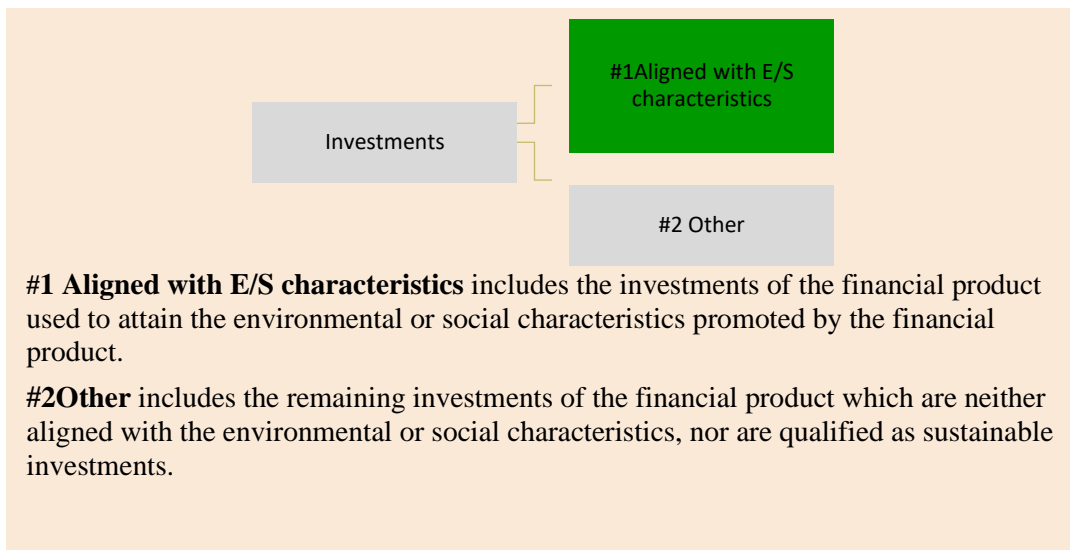 #1Aligned with E/S
characteristics
Investments
#2 Other
#1 Aligned with E/S characteristics includes the investments of the financial product
used to attain the environmental or social characteristics promoted by the financial
product.
#2Other includes the remaining investments of the financial product which are neither
aligned with the environmental or social characteristics, nor are qualified as sustainable
investments.